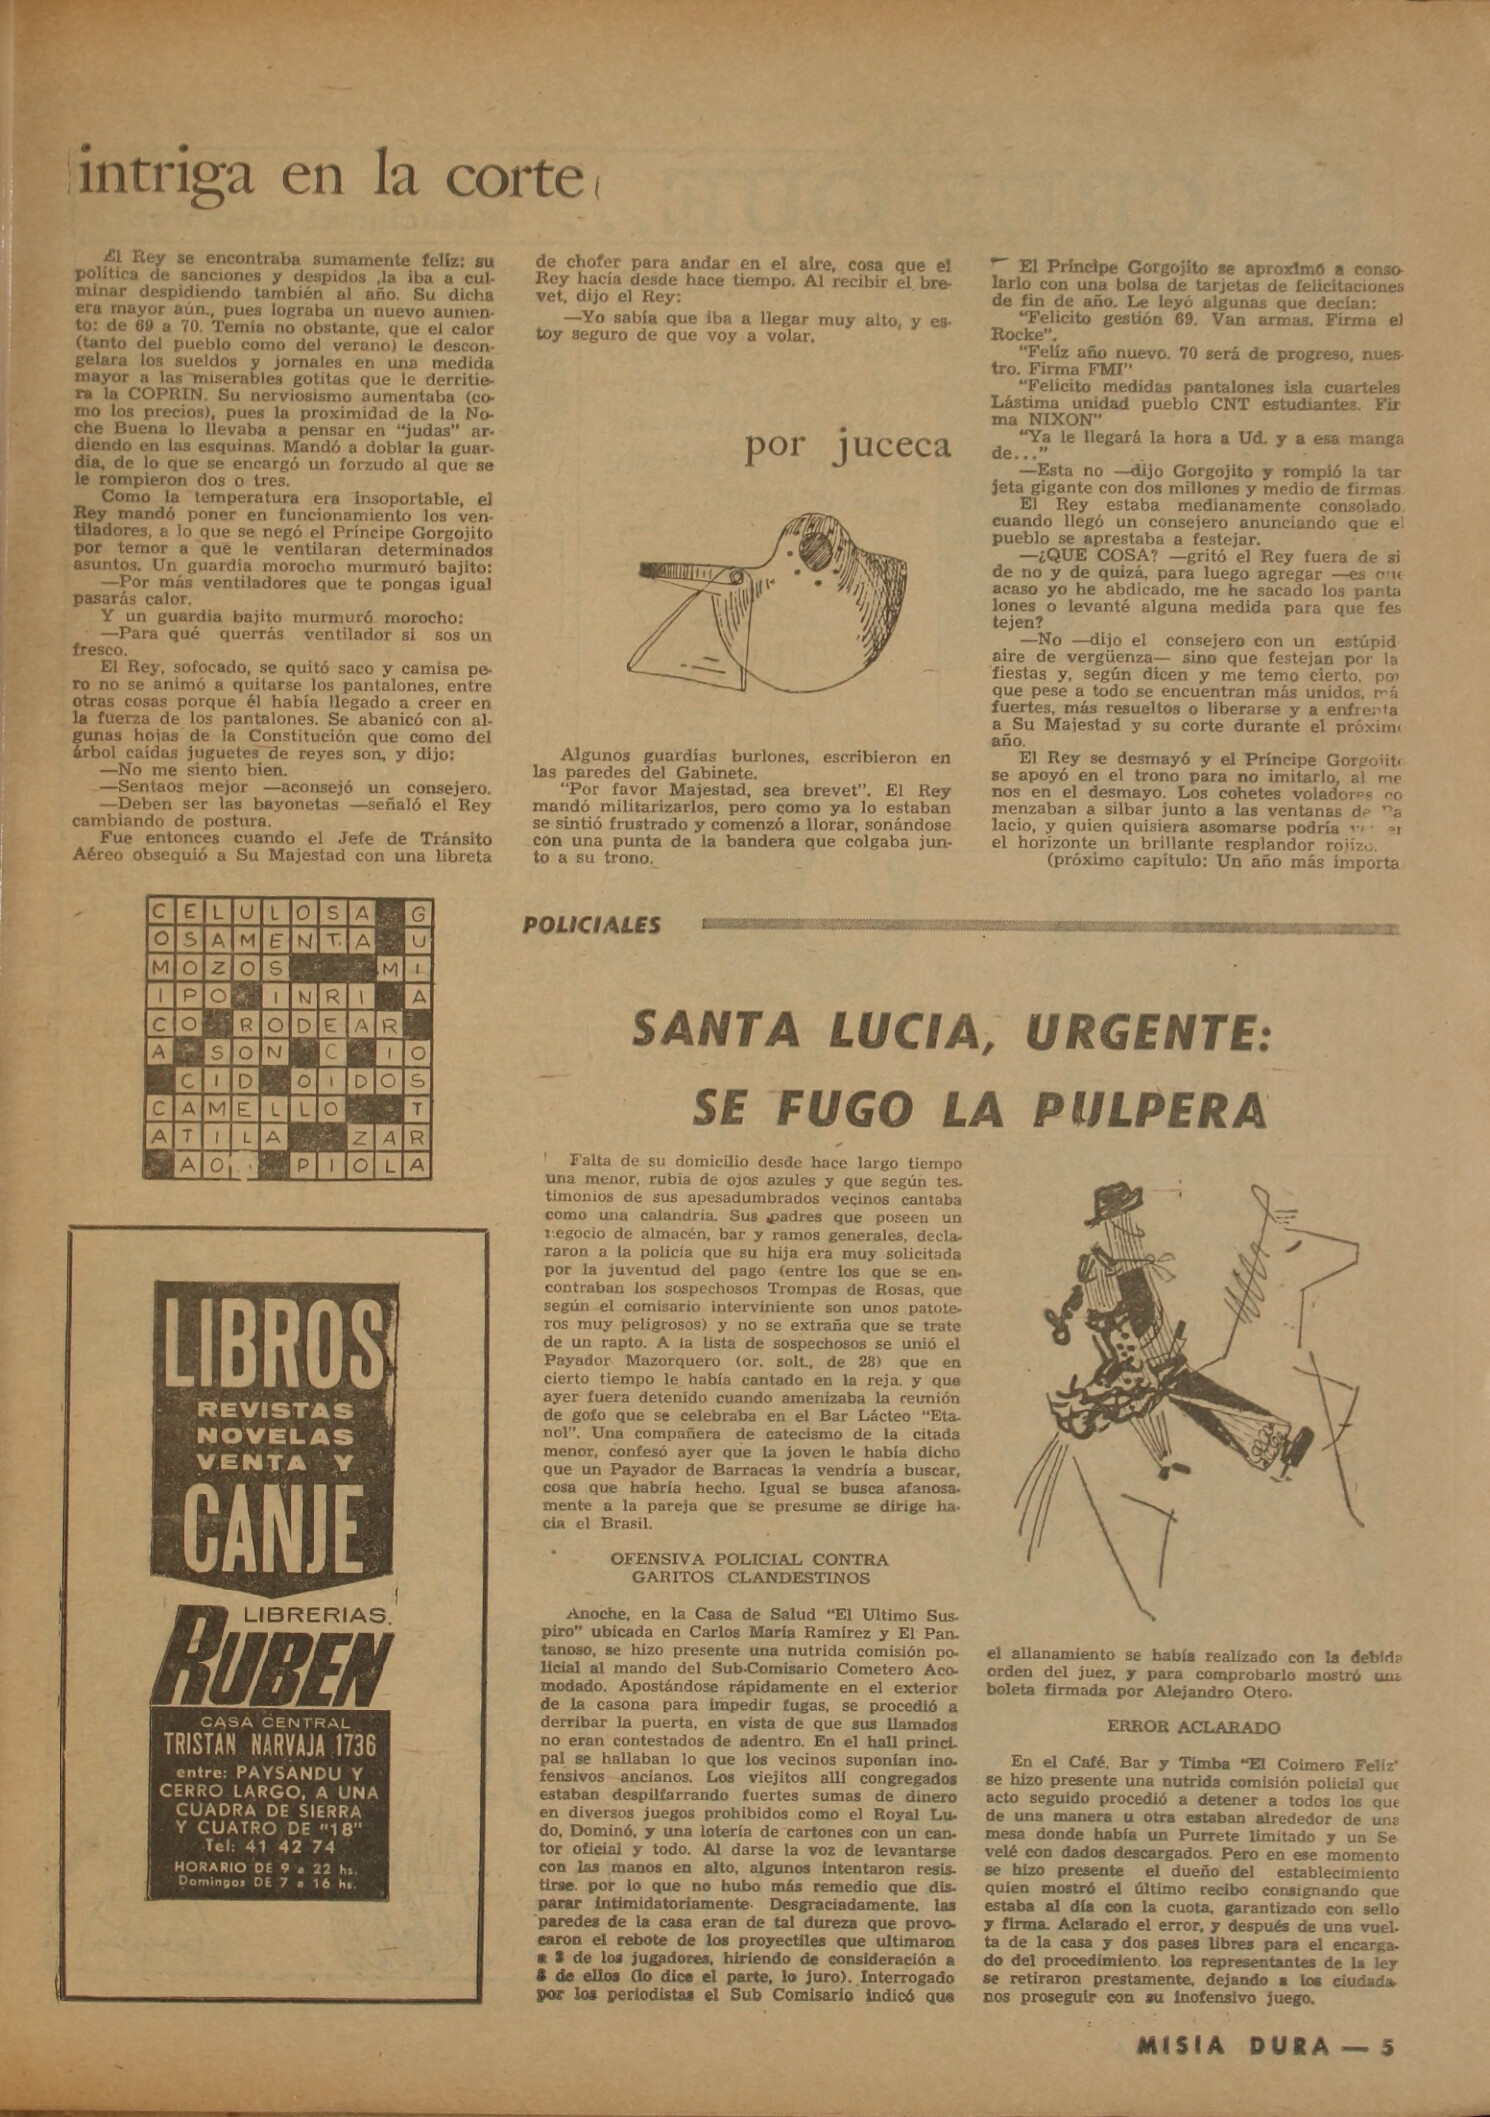 intriga en la corte
El Rey se encontraba sumamente felíz: su
política de sanciones y despidos ,la iba a cul-
minar despidiendo también al año. Su dicha
era mayor aún., pues lograba un nuevo aumen-
to: de 69 a 70. Temía no obstante, que el calor
(tanto del pueblo como del verano) le descon-
gelara los sueldos y jornales en una medida
mayor a las miserables gotitas que le derritie-
ra la COPRIN. Su nerviosismo aumentaba (co-
mo los precios), pues la proximidad de la No-
che Buena lo llevaba a pensar en "judas" ar-
diendo en las esquinas. Mandó a doblar la guar-
dia, de lo que se encargó un forzudo al que se
le rompieron dos o tres.
Como la temperatura era insoportable, el
Rey mandó poner en funcionamiento los ven-
tiladores, a lo que se negó el Príncipe Gorgojito
por temor a que le ventilaran determinados
asuntos. Un guardia morocho murmuró bajito:
—Por más ventiladores que te pongas igual
pasarás calor.
Y un guardia bajito murmuró morocho:
—Para qué querrás ventilador si sos un
fresco.
El Rey, sofocado, se quitó saco y camisa pe-
ro no se animó a quitarse los pantalones, entre
otras cosas porque él había llegado a creer en
la fuerza de los pantalones. Se abanicó con al-
gunas hojas de la Constitución que como del
árbol caídas juguetes de reyes son, y dijo:
—No me siento bien.
—Sentaos mejor —aconsejó un consejero.
—Deben ser las bayonetas —señaló el Rey
cambiando de postura.
Fue entonces cuando el Jefe de Tránsito
Aéreo obsequió a Su Majestad con una libreta
de chofer para andar en el aire, cosa que el
Rey hacía desde hace tiempo. Al recibir el bre-
vet, dijo el Rey:
—Yo sabía que iba a llegar muy alto, y es-
toy seguro de que voy a volar.
por juceca
Algunos guardias burlones, escribieron en
las paredes del Gabinete.
"Por favor Majestad, sea brevet". El Rey
mandó militarizarlos, pero como ya lo estaban
se sintió frustrado y comenzó a llorar, sonándose
con una punta de la bandera que colgaba jun-
to a su trono.
El Príncipe Gorgojito se aproximó a conso-
larlo con una bolsa de tarjetas de felicitaciones
de fin de año. Le leyó algunas que decían:
"Felicito gestión 69. Van armas. Firma el
Rocke".
"Felíz año nuevo. 70 será de progreso, nues-
tro. Firma FMI"
"Felicito medidas pantalones isla cuarteles
Lástima unidad pueblo CNT estudiantes. Fir
ma NIXON"
"Ya le llegará la hora a Ud. y a esa manga
de..."
—Esta no —dijo Gorgojito y rompió la tar
jeta gigante con dos millones y medio de firmas
El Rey estaba medianamente consolado
cuando llegó un consejero anunciando que el
pueblo se aprestaba a festejar.
—¿QUE COSA? —gritó el Rey fuera de si
de no y de quizá, para luego agregar —es que
acaso yo he abdicado, me he sacado los panta
lones o levanté alguna medida para que fes
tejen?
—No —dijo el consejero con un estúpid
aire de vergüenza— sino que festejan por la
fiestas y, según dicen y me temo cierto, por
que pese a todo se encuentran más unidos, má
fuertes, más resueltos o liberarse y a enfrenta
a Su Majestad y su corte durante el próximo
año.
El Rey se desmayó y el Príncipe Gorgojito
se apoyó en el trono para no imitarlo, al me
nos en el desmayo. Los cohetes voladores co
menzaban a silbar junto a las ventanas de Pa
lacio, y quien quisiera asomarse podría ver en
el horizonte un brillante resplandor rojizo.
(próximo capítulo: Un año más importa
CELULOSA G
OSAMENTA U
MOZOS MI
IPO INRI A
CO RODEAR
A SON C IO
CID OIDOS
CAMELLO T
ATILA ZAR
AO PIOLA
LIBROS
REVISTAS
NOVELAS
VENTA Y
CANJE
LIBRERIAS.
RUBEN
CASA CENTRAL
TRISTAN NARVAJA 1736
entre: PAYSANDU Y
CERRO LARGO, A UNA
CUADRA DE SIERRA
Y CUATRO DE "18"
Tel: 41 42 74
HORARIO DE 9 a 22 hs.
Domingos DE 7 a 16 hs.
POLICIALES
SANTA LUCIA, URGENTE:
SE FUGO LA PULPERA
Falta de su domicilio desde hace largo tiempo
una menor, rubia de ojos azules y que según tes-
timonios de sus apesadumbrados vecinos cantaba
como una calandria. Sus padres que poseen un
negocio de almacén, bar y ramos generales, decla-
raron a la policía que su hija era muy solicitada
por la juventud del pago (entre los que se en-
contraban los sospechosos Trompas de Rosas, que
según el comisario interviniente son unos patote-
ros muy peligrosos) y no se extraña que se trate
de un rapto. A la lista de sospechosos se unió el
Payador Mazorquero (or. solt., de 28) que en
cierto tiempo le había cantado en la reja. y que
ayer fuera detenido cuando amenizaba la reunión
de gofo que se celebraba en el Bar Lácteo "Eta-
nol". Una compañera de catecismo de la citada
menor, confesó ayer que la joven le había dicho
que un Payador de Barracas la vendría a buscar,
cosa que habría hecho. Igual se busca afanosa-
mente a la pareja que se presume se dirige ha-
cia el Brasil.
OFENSIVA POLICIAL CONTRA
GARITOS CLANDESTINOS
Anoche, en la Casa de Salud "El Ultimo Sus-
piro" ubicada en Carlos María Ramírez y El Pan-
tanoso, se hizo presente una nutrida comisión po-
licial al mando del Sub-Comisario Cometero Aco-
modado. Apostándose rápidamente en el exterior
de la casona para impedir fugas, se procedió a
derribar la puerta, en vista de que sus llamados
no eran contestados de adentro. En el hall princi-
pal se hallaban lo que los vecinos suponían ino-
fensivos ancianos. Los viejitos allí congregados
estaban despilfarrando fuertes sumas de dinero
en diversos juegos prohibidos como el Royal Lu-
do, Dominó, y una lotería de cartones con un can-
tor oficial y todo. Al darse la voz de levantarse
con las manos en alto, algunos intentaron resis-
tirse. por lo que no hubo más remedio que dis-
parar intimidatoriamente. Desgraciadamente, las
paredes de la casa eran de tal dureza que provo-
caron el rebote de los proyectiles que ultimaron
a 3 de los jugadores, hiriendo de consideración a
8 de ellos (lo dice el parte, lo juro). Interrogado
por los periodistas el Sub Comisario indicó que
el allanamiento se había realizado con la debida
orden del juez, y para comprobarlo mostró una
boleta firmada por Alejandro Otero.
ERROR ACLARADO
En el Café, Bar y Timba "El Coimero Felíz'
se hizo presente una nutrida comisión policial que
acto seguido procedió a detener a todos los que
de una manera u otra estaban alrededor de una
mesa donde había un Purrete limitado y un Se
velé con dados descargados. Pero en ese momento
se hizo presente el dueño del establecimiento
quien mostró el último recibo consignando que
estaba al día con la cuota, garantizado con sello
y firma. Aclarado el error, y después de una vuel-
ta de la casa y dos pases libres para el encarga-
do del procedimiento. los representantes de la ley
se retiraron prestamente, dejando a los ciudada
nos proseguir con su inofensivo juego.
MISIA DURA — 5